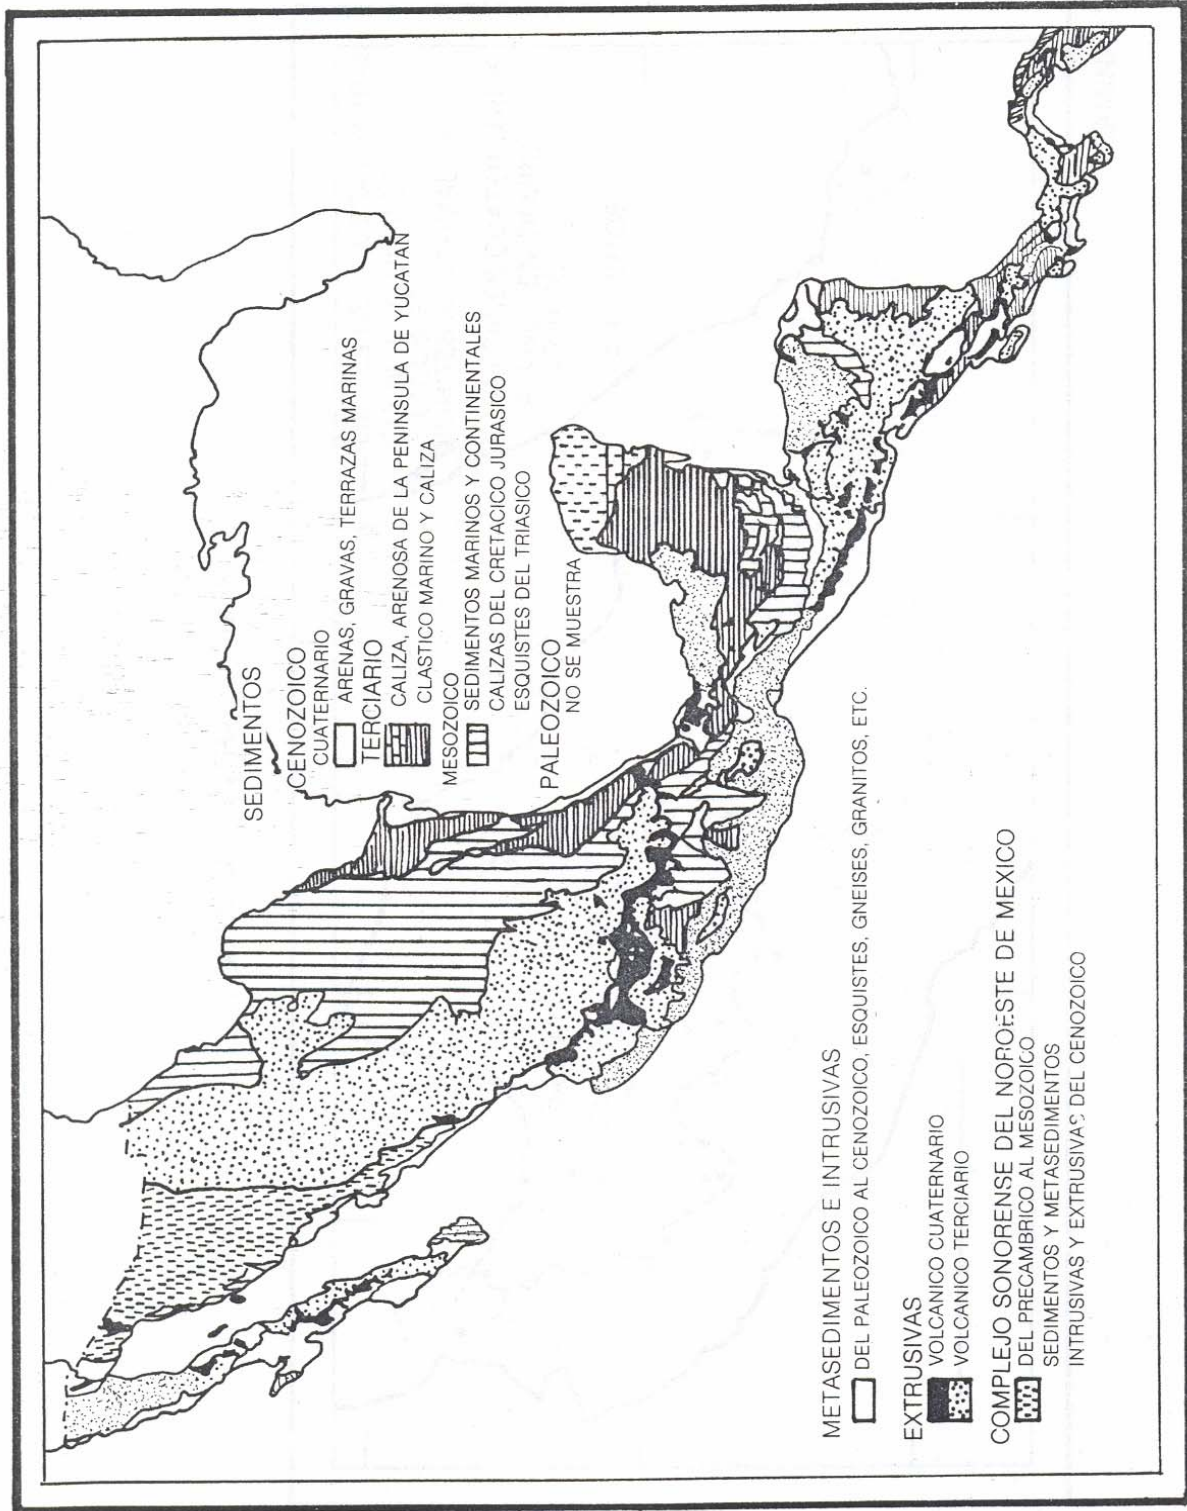 SEDIMENTOS
CENOZOICO
CUATERNARIO
ARENAS, GRAVAS, TERRAZAS MARINAS
TERCIARIO
CALIZA, ARENOSA DE LA PENINSULA DE YUCATAN
CLASTICO MARINO Y CALIZA
MESOZOICO
SEDIMENTOS MARINOS Y CONTINENTALES
CALIZAS DEL CRETACICO JURASICO
ESQUISTES DEL TRIASICO
PALEOZOICO
NO SE MUESTRA
METASEDIMENTOS E INTRUSIVAS
DEL PALEOZOICO AL CENOZOICO, ESQUISTES, GNEISES, GRANITOS, ETC.
EXTRUSIVAS
VOLCANICO CUATERNARIO
VOLCANICO TERCIARIO
COMPLEJO SONORENSE DEL NOROESTE DE MEXICO
DEL PRECAMBRICO AL MESOZOICO
SEDIMENTOS Y METASEDIMENTOS
INTRUSIVAS Y EXTRUSIVAS DEL CENOZOICO